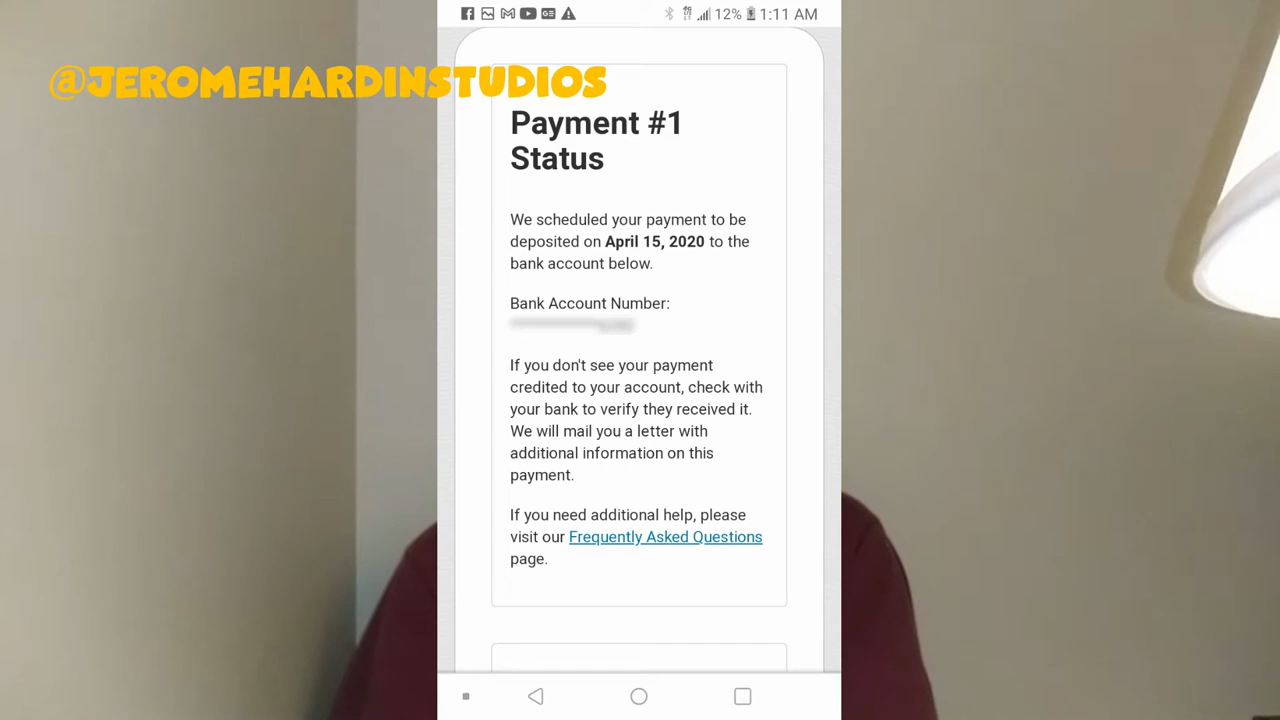 12% 1:11 AM
@JEROMEHARDINSTUDIOS
Payment #1
Status
We scheduled your payment to be
deposited on April 15, 2020 to the
bank account below.
Bank Account Number:
If you don't see your payment
credited to your account, check with
your bank to verify they received it.
We will mail you a letter with
additional information on this
payment.
If you need additional help, please
visit our Frequently Asked Questions
page.